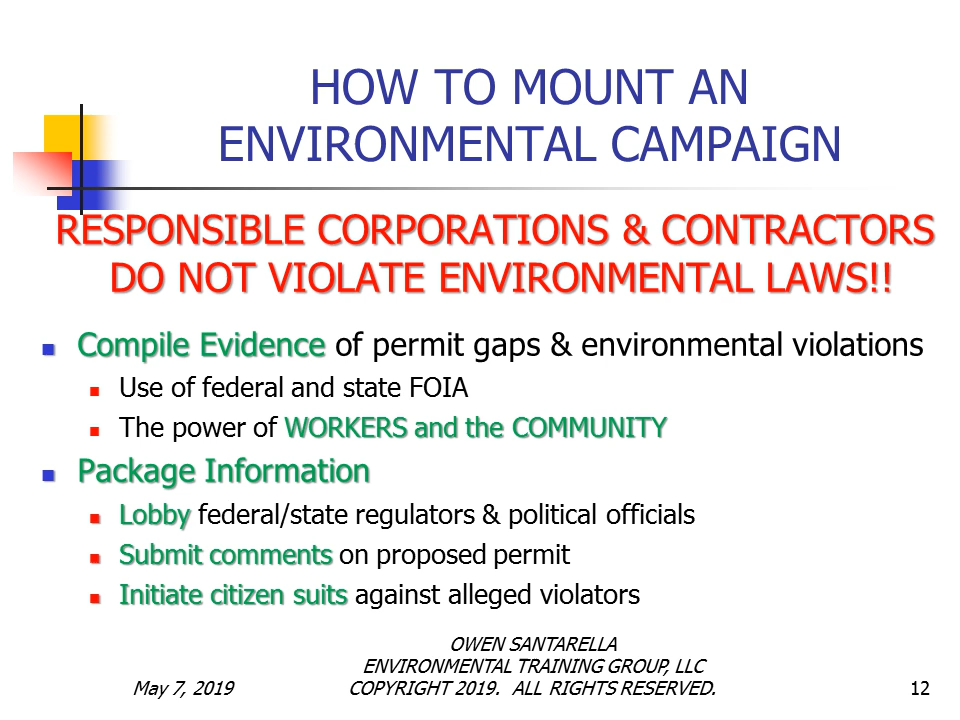 HOW TO MOUNT AN
ENVIRONMENTAL CAMPAIGN
RESPONSIBLE CORPORATIONS & CONTRACTORS
DO NOT VIOLATE ENVIRONMENTAL LAWS!!
Compile Evidence of permit gaps & environmental violations
Use of federal and state FOIA
The power of WORKERS and the COMMUNITY
Package Information
Lobby federal/state regulators & political officials
Submit comments on proposed permit
Initiate citizen suits against alleged violators
May 7, 2019
OWEN SANTARELLA
ENVIRONMENTAL TRAINING GROUP, LLC
COPYRIGHT 2019. ALL RIGHTS RESERVED.
12